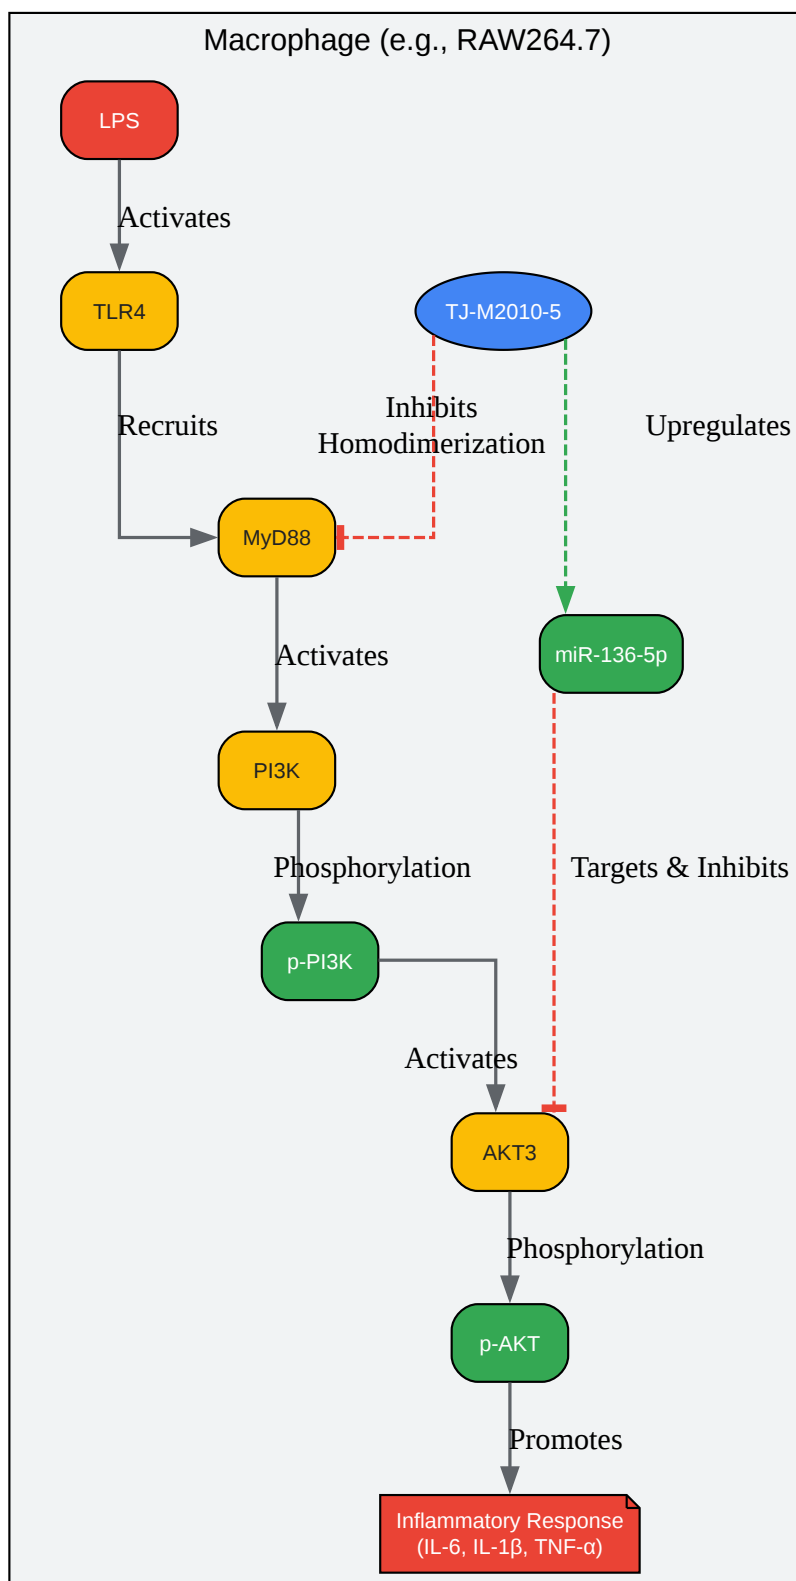 Macrophage (e.g., RAW264.7)
LPS
Activates
TLR4
TJ-M2010-5
Recruits
Inhibits
Homodimerization
Upregulates
MyD88
Activates
miR-136-5p
PI3K
Phosphorylation
Targets & Inhibits
p-PI3K
Activates
AKT3
Phosphorylation
p-AKT
Promotes
Inflammatory Response
(IL-6, IL-1β, TNF-α)